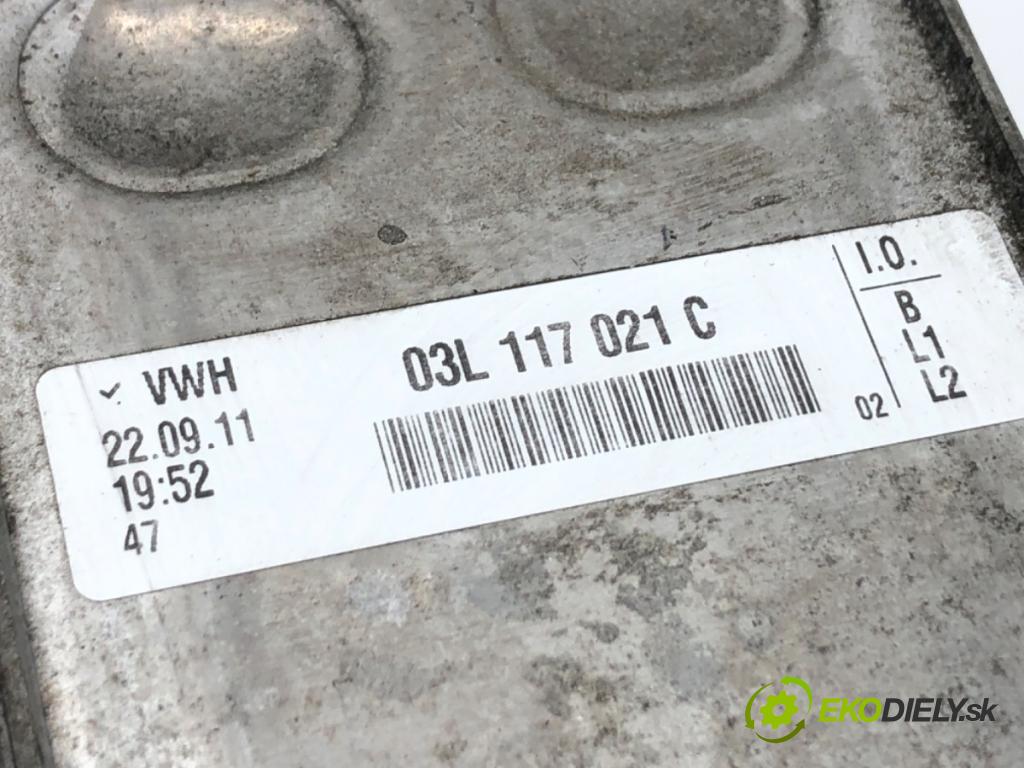 VWH
22.09.11
19:52
47
03L 117 021 C
02
I.O.
B
L1
L2
EKODIELY.sk